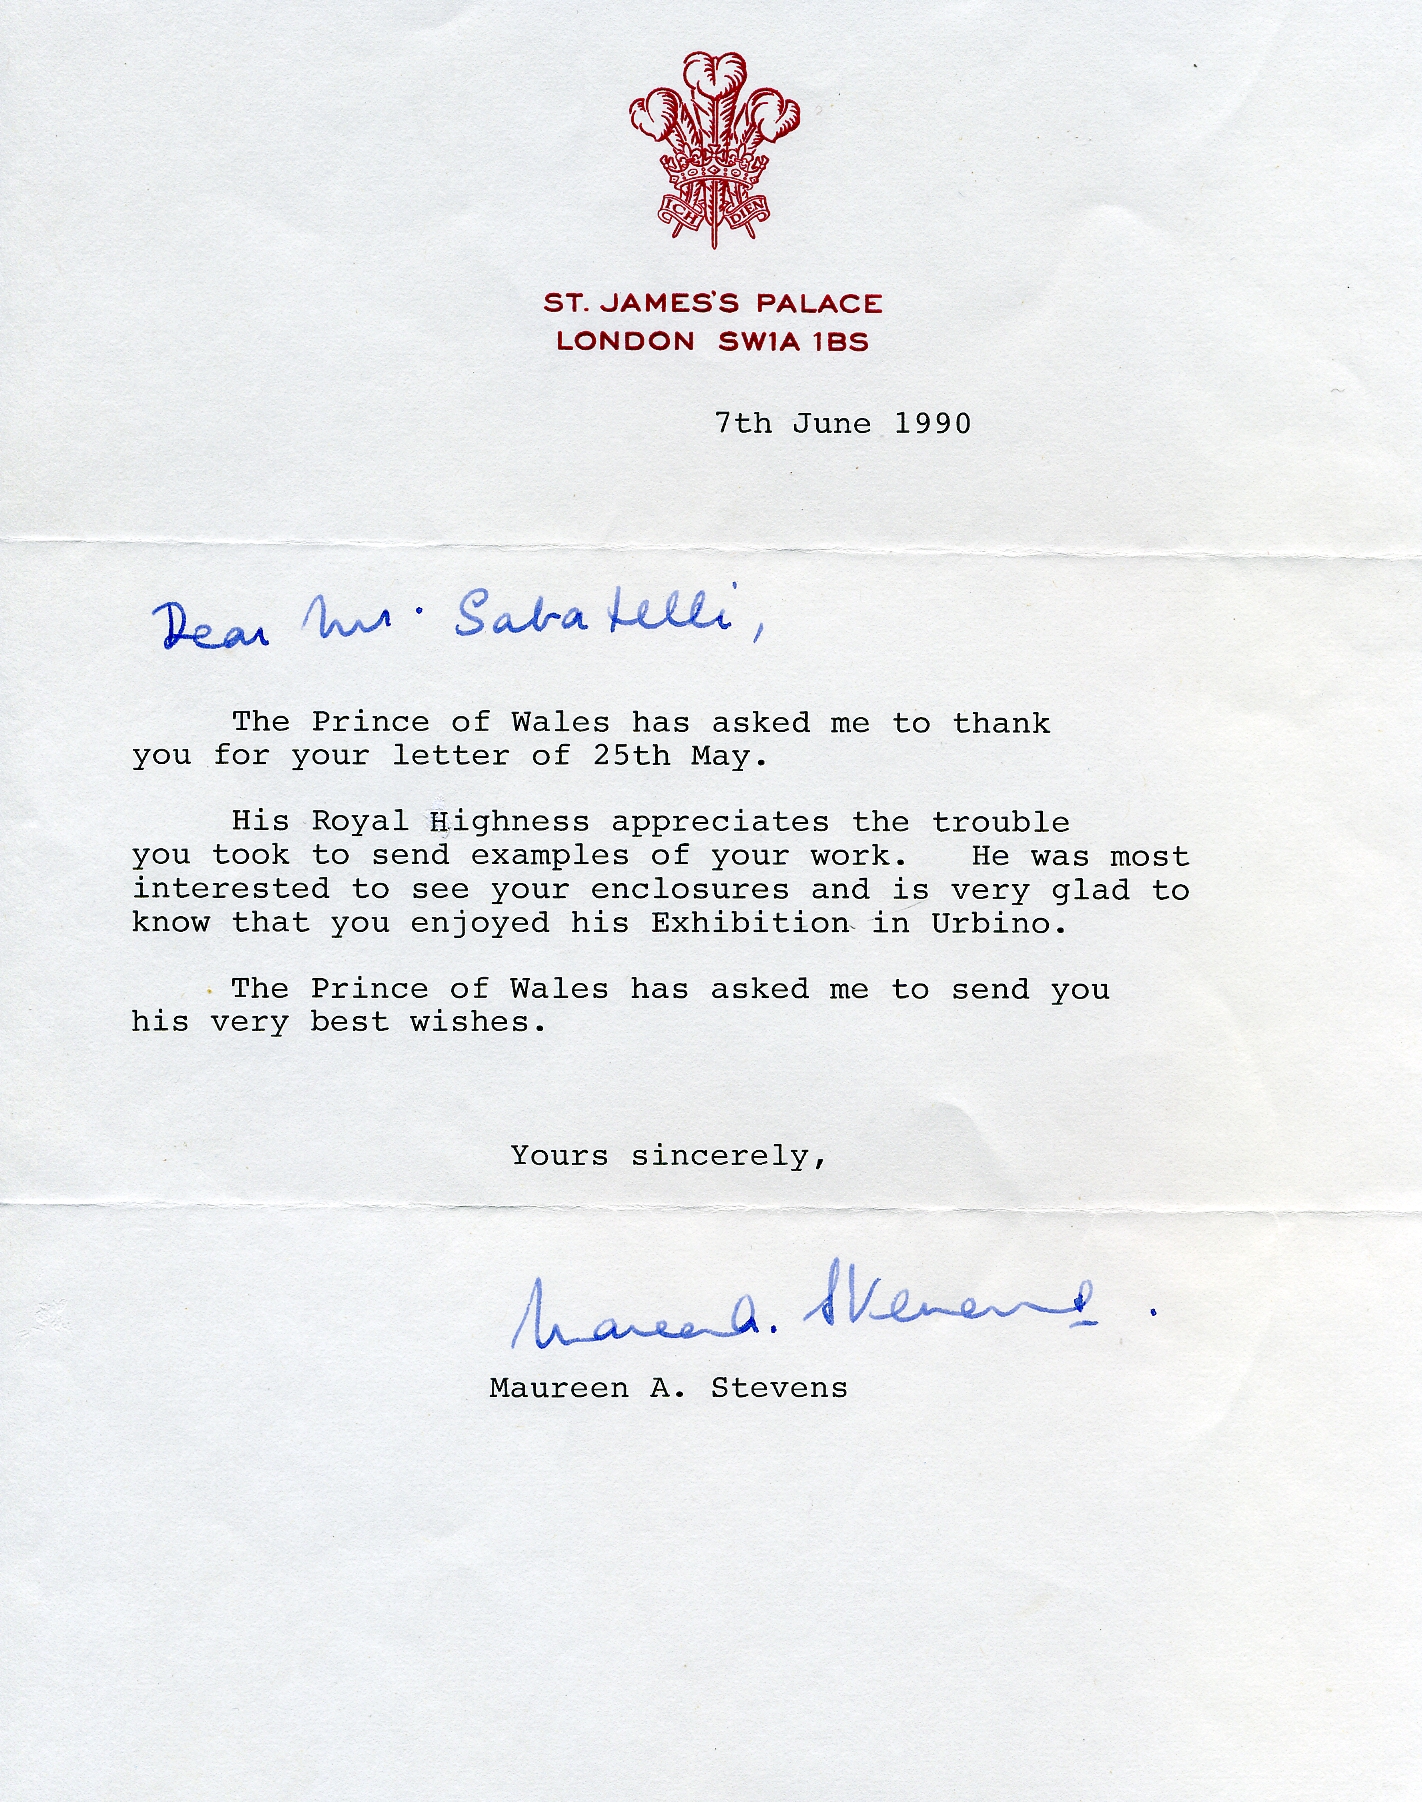 ICH DIEN
ST. JAMES'S PALACE
LONDON SW1A 1BS
7th June 1990
Dear Mr. Sabatelli,
The Prince of Wales has asked me to thank
you for your letter of 25th May.
His Royal Highness appreciates the trouble
you took to send examples of your work. He was most
interested to see your enclosures and is very glad to
know that you enjoyed his Exhibition in Urbino.
The Prince of Wales has asked me to send you
his very best wishes.
Yours sincerely,
Maureen A. Stevens.
Maureen A. Stevens